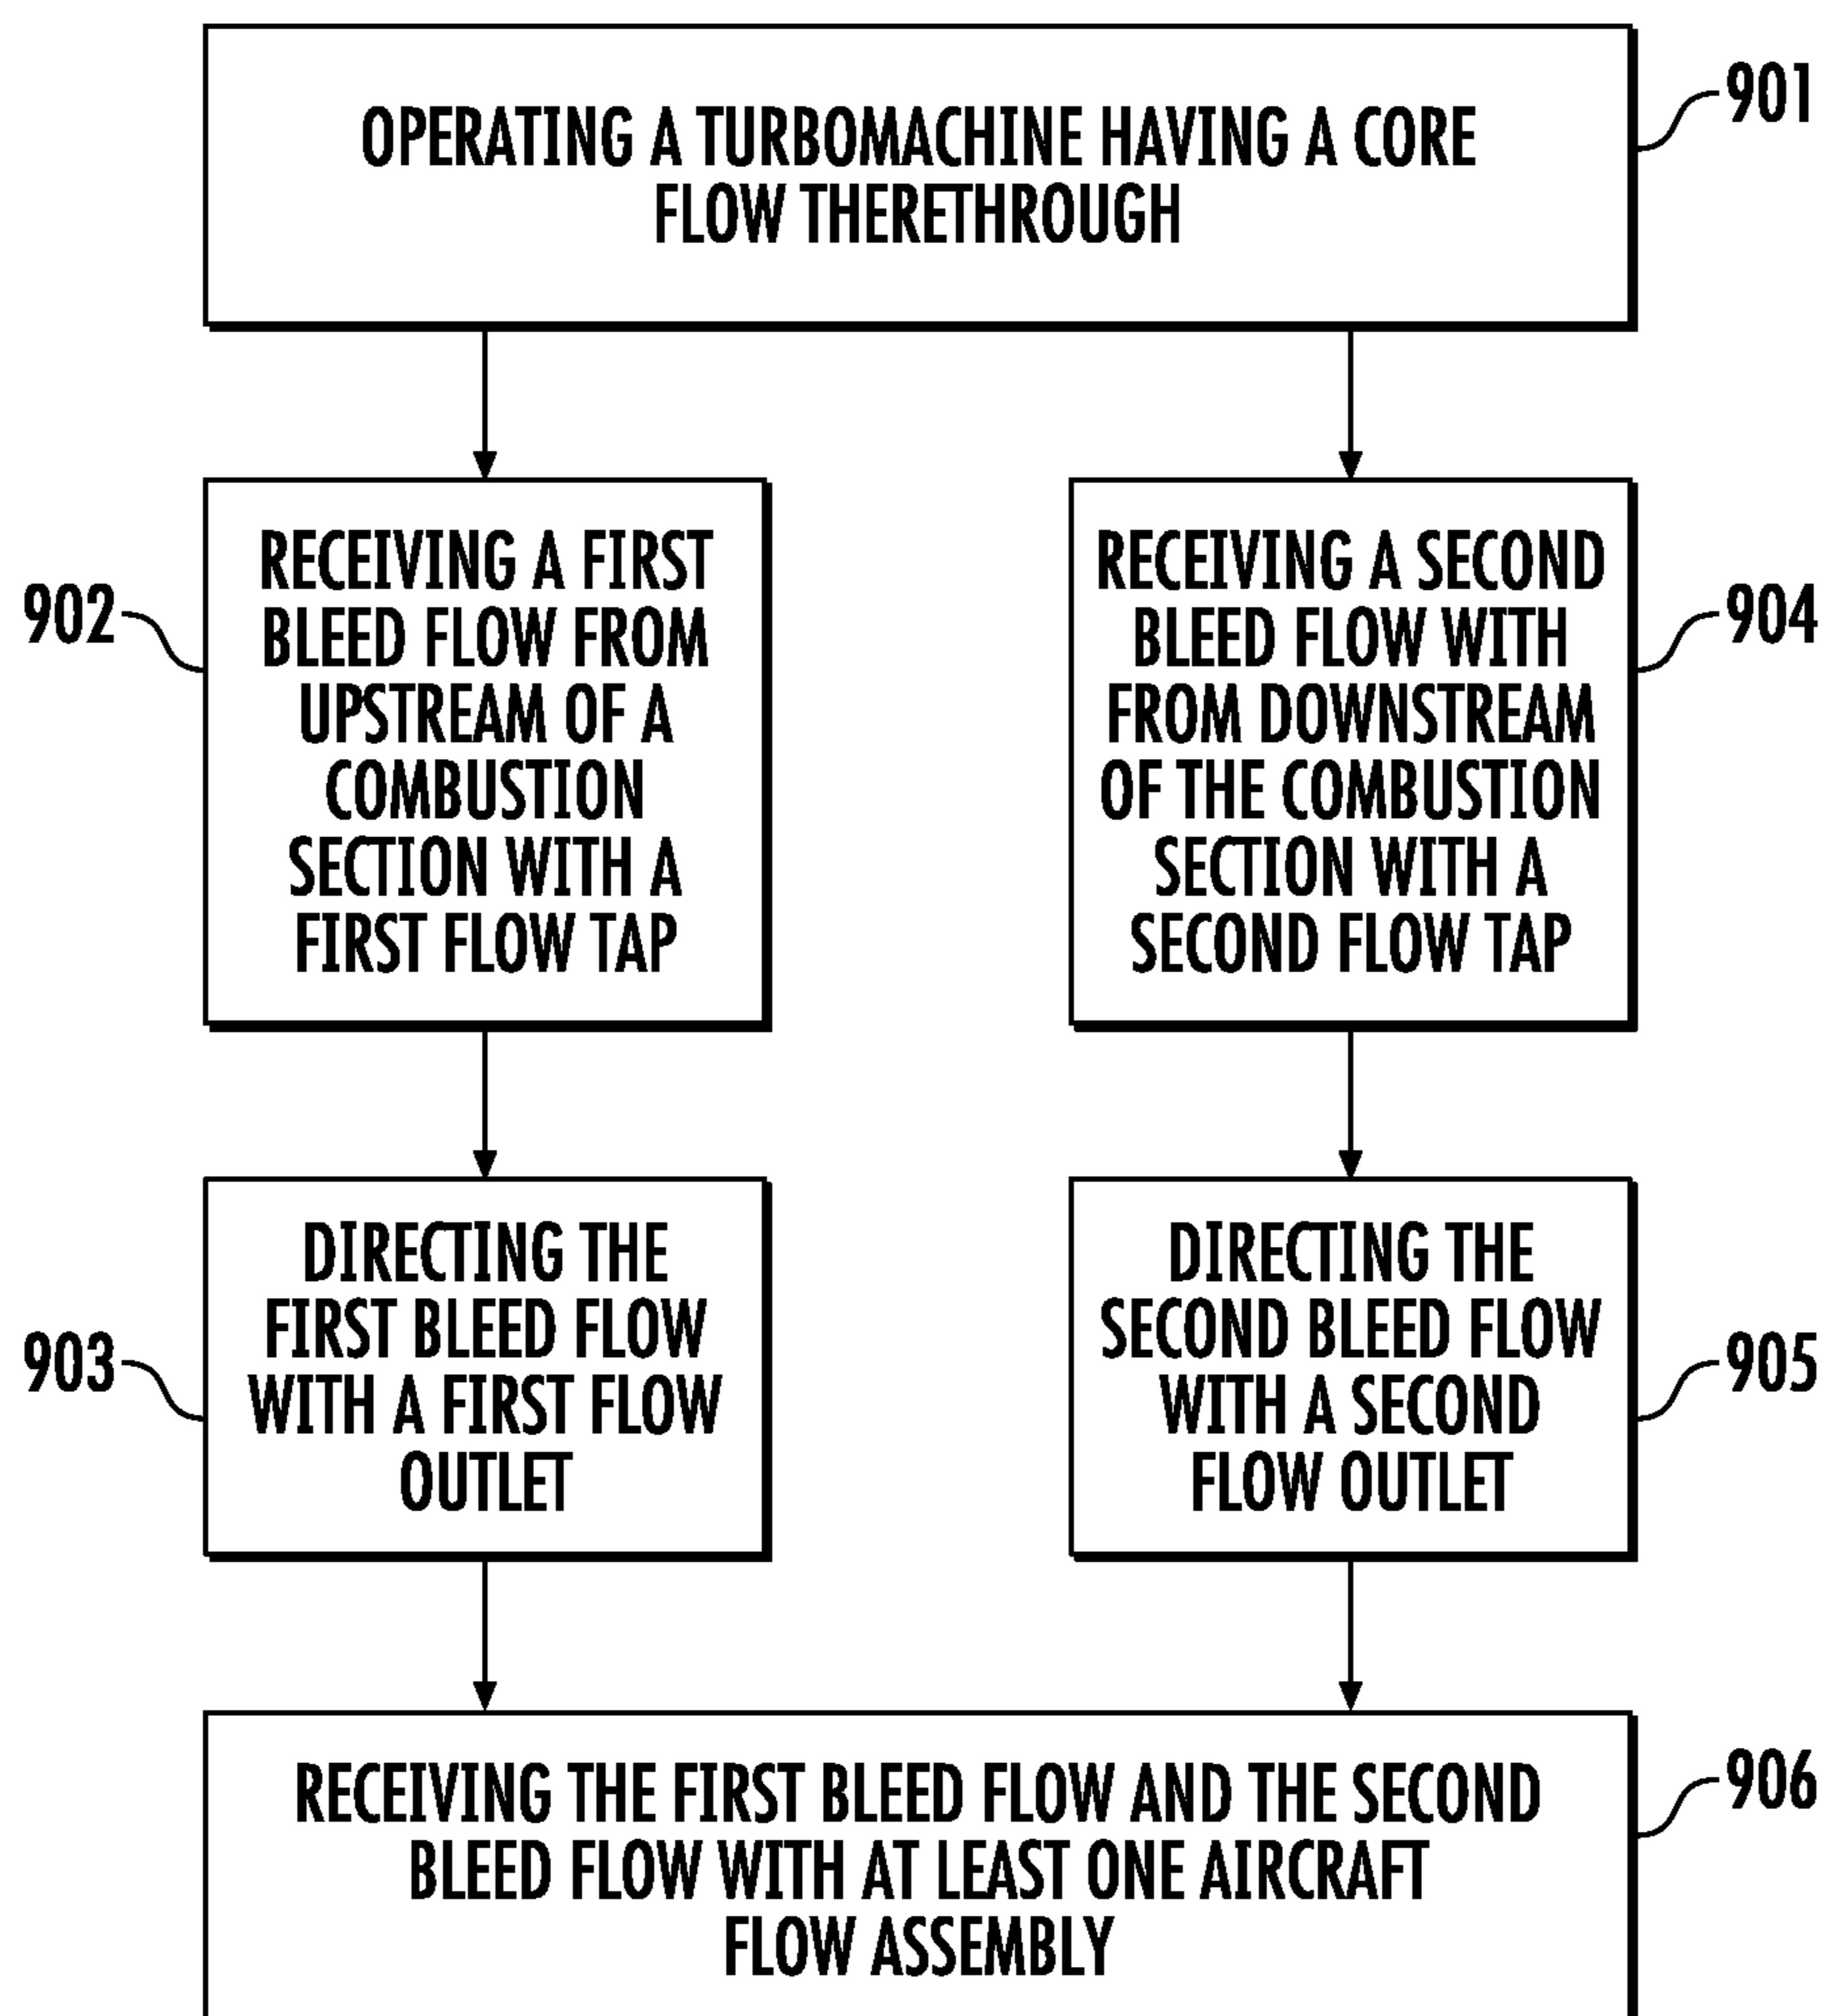 OPERATING A TURBOMACHINE HAVING A CORE
FLOW THERETHROUGH
901
RECEIVING A FIRST
BLEED FLOW FROM
UPSTREAM OF A
COMBUSTION
SECTION WITH A
FIRST FLOW TAP
902
RECEIVING A SECOND
BLEED FLOW WITH
FROM DOWNSTREAM
OF THE COMBUSTION
SECTION WITH A
SECOND FLOW TAP
904
DIRECTING THE
FIRST BLEED FLOW
WITH A FIRST FLOW
OUTLET
903
DIRECTING THE
SECOND BLEED FLOW
WITH A SECOND
FLOW OUTLET
905
RECEIVING THE FIRST BLEED FLOW AND THE SECOND
BLEED FLOW WITH AT LEAST ONE AIRCRAFT
FLOW ASSEMBLY
906